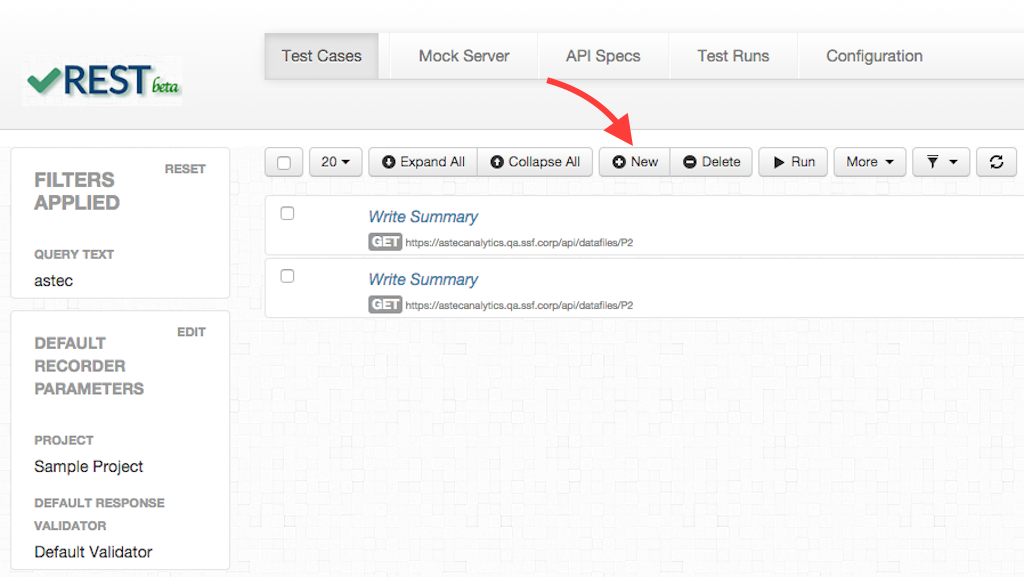 REST beta
Test Cases
Mock Server
API Specs
Test Runs
Configuration
20
Expand All
Collapse All
New
Delete
Run
More
FILTERS
APPLIED
RESET
QUERY TEXT
astec
DEFAULT
RECORDER
PARAMETERS
EDIT
PROJECT
Sample Project
DEFAULT RESPONSE
VALIDATOR
Default Validator
Write Summary
GET https://astecanalytics.qa.ssf.corp/api/datafiles/P2
Write Summary
GET https://astecanalytics.qa.ssf.corp/api/datafiles/P2